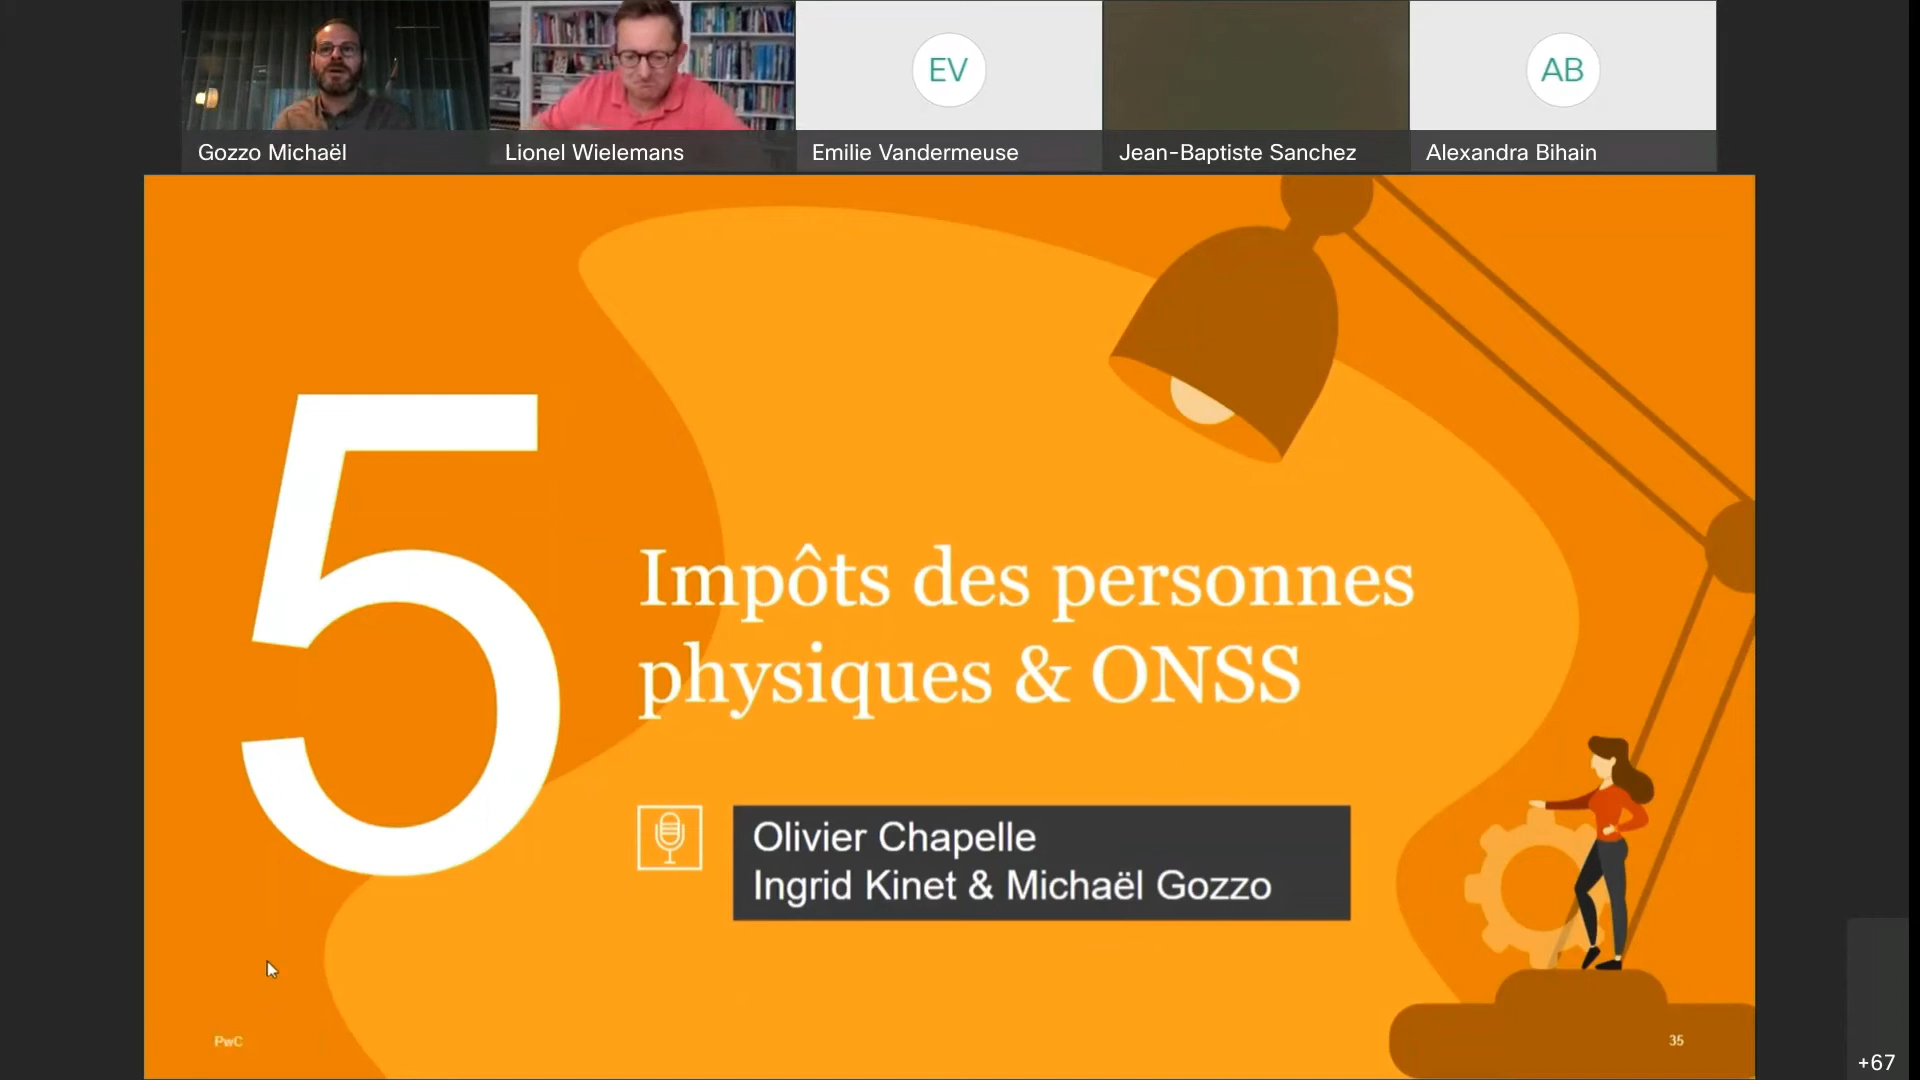 Gozzo Michaël
Lionel Wielemans
EV
Emilie Vandermeuse
Jean-Baptiste Sanchez
AB
Alexandra Bihain
5
Impôts des personnes
physiques & ONSS
Olivier Chapelle
Ingrid Kinet & Michaël Gozzo
PwC
35
+67